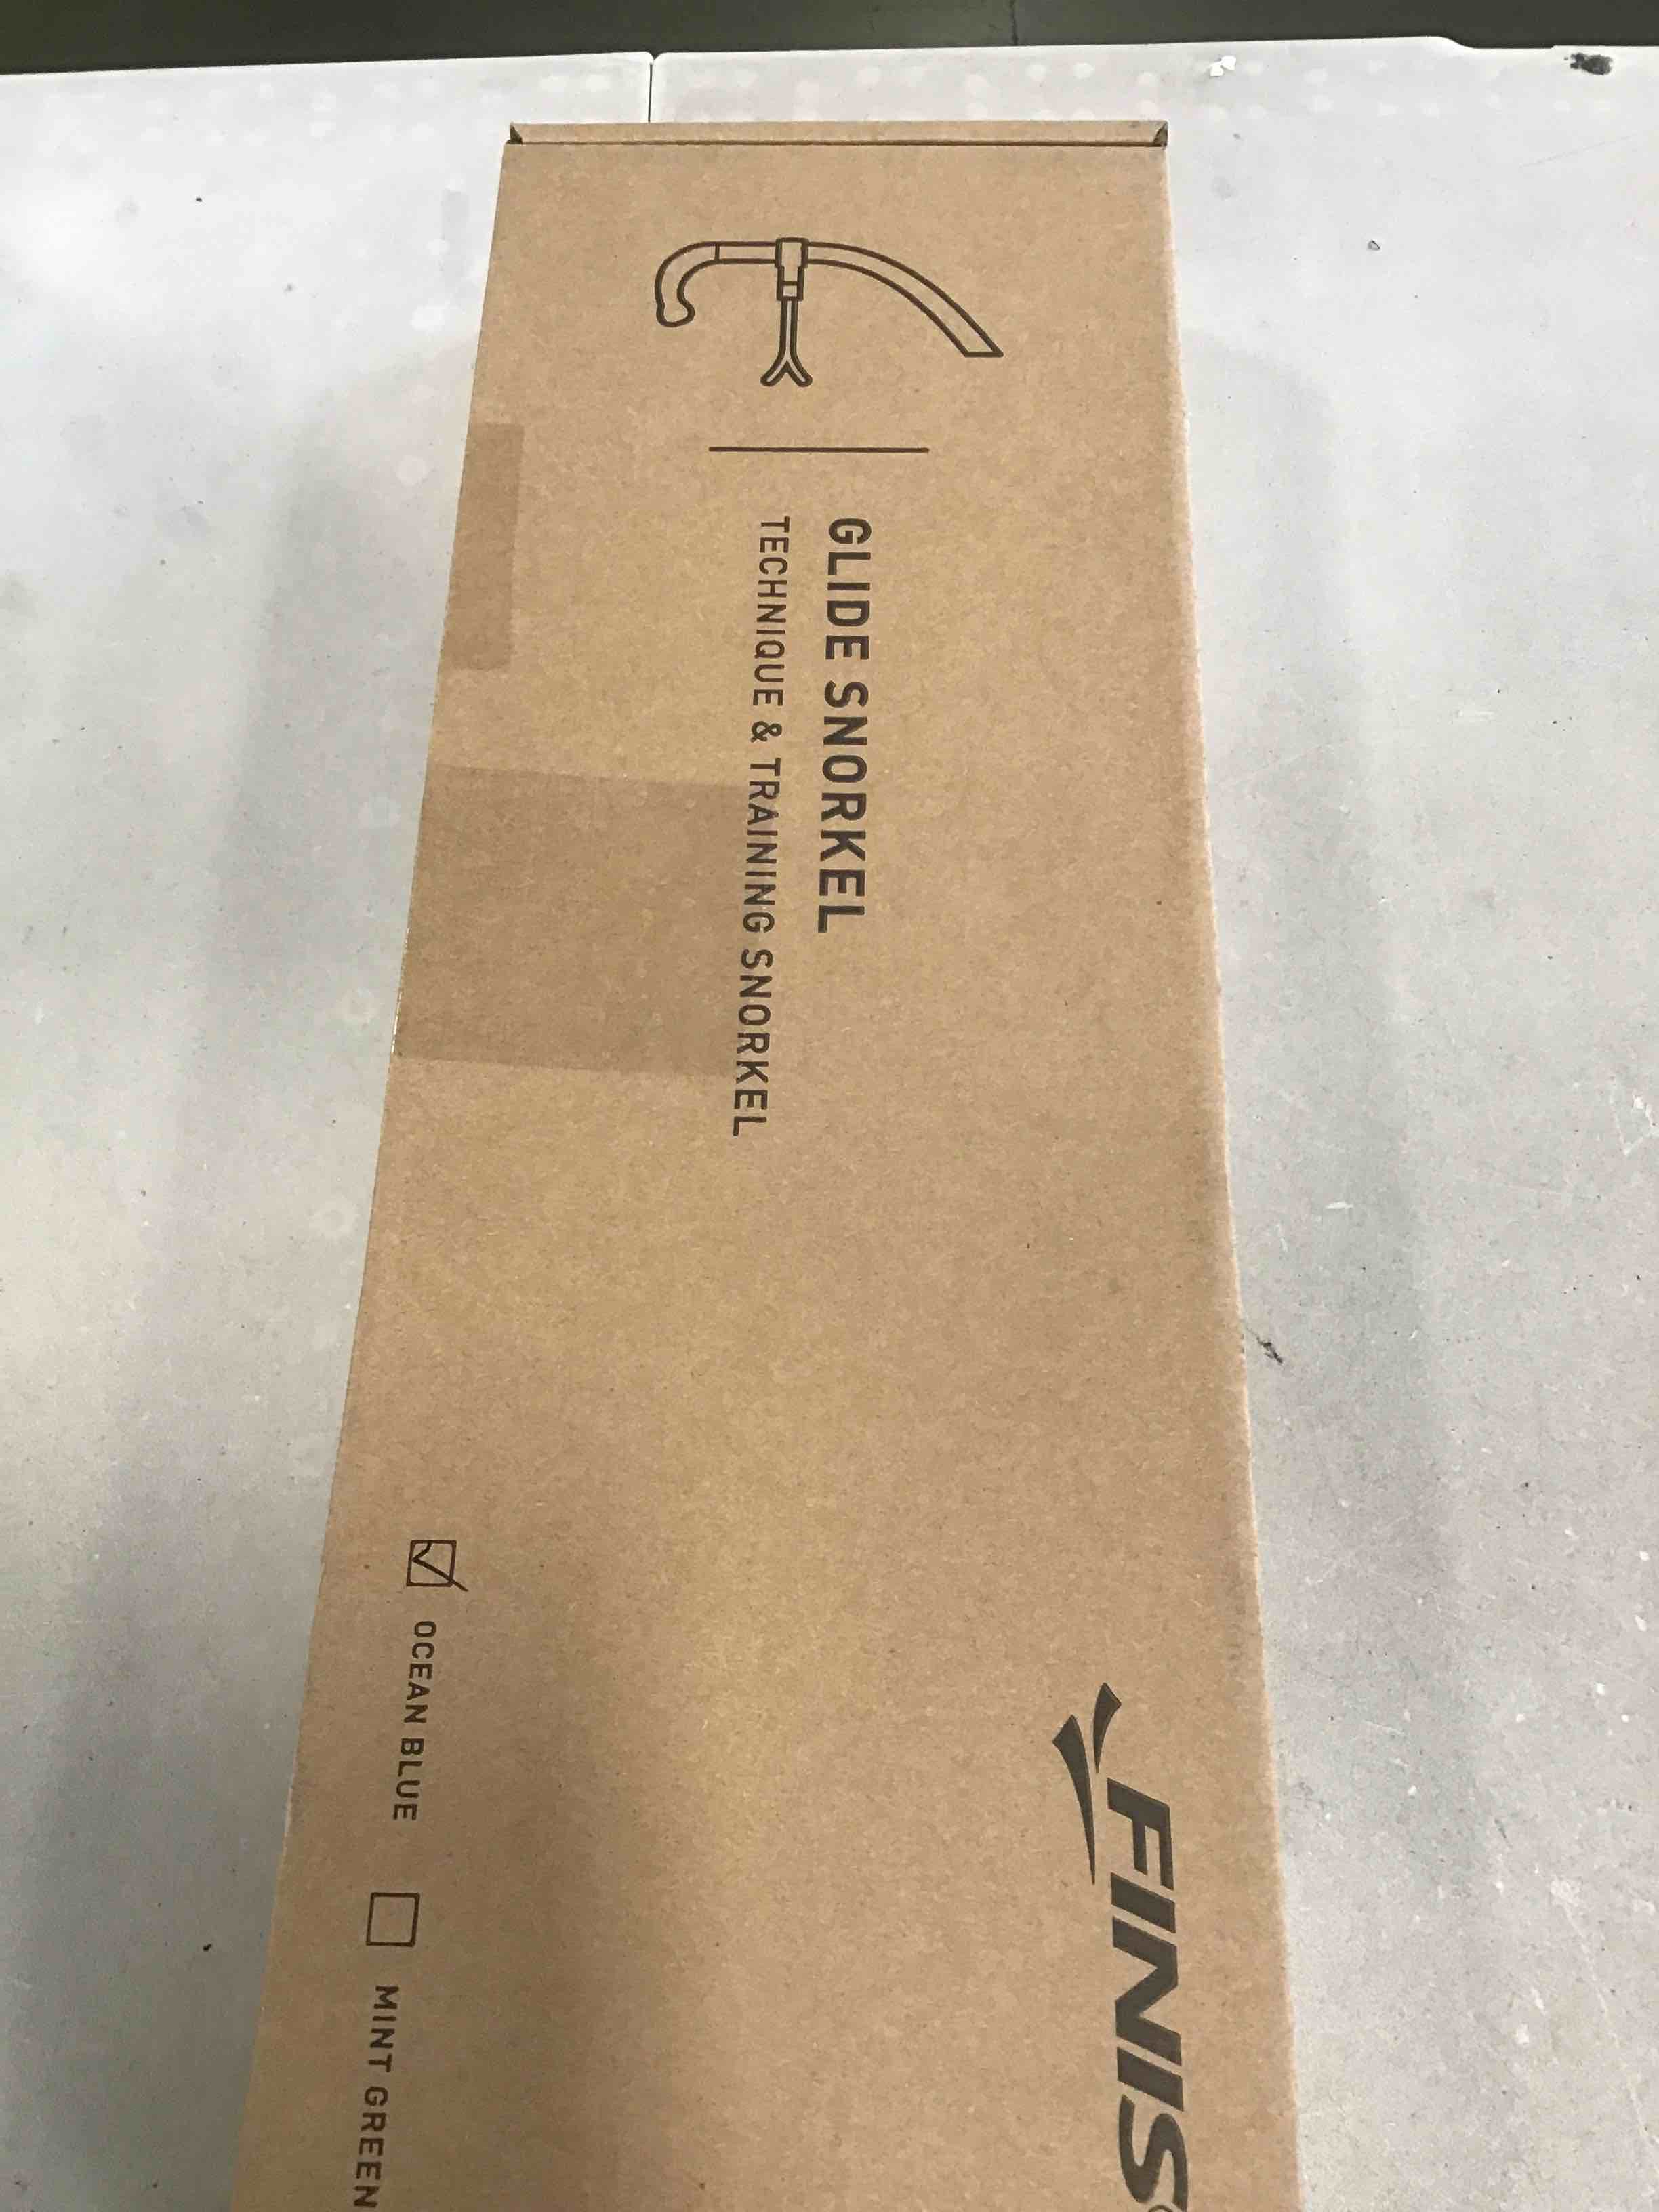 GLIDE SNORKEL
TECHNIQUE & TRAINING SNORKEL
FINIS®
OCEAN BLUE
MINT GREEN